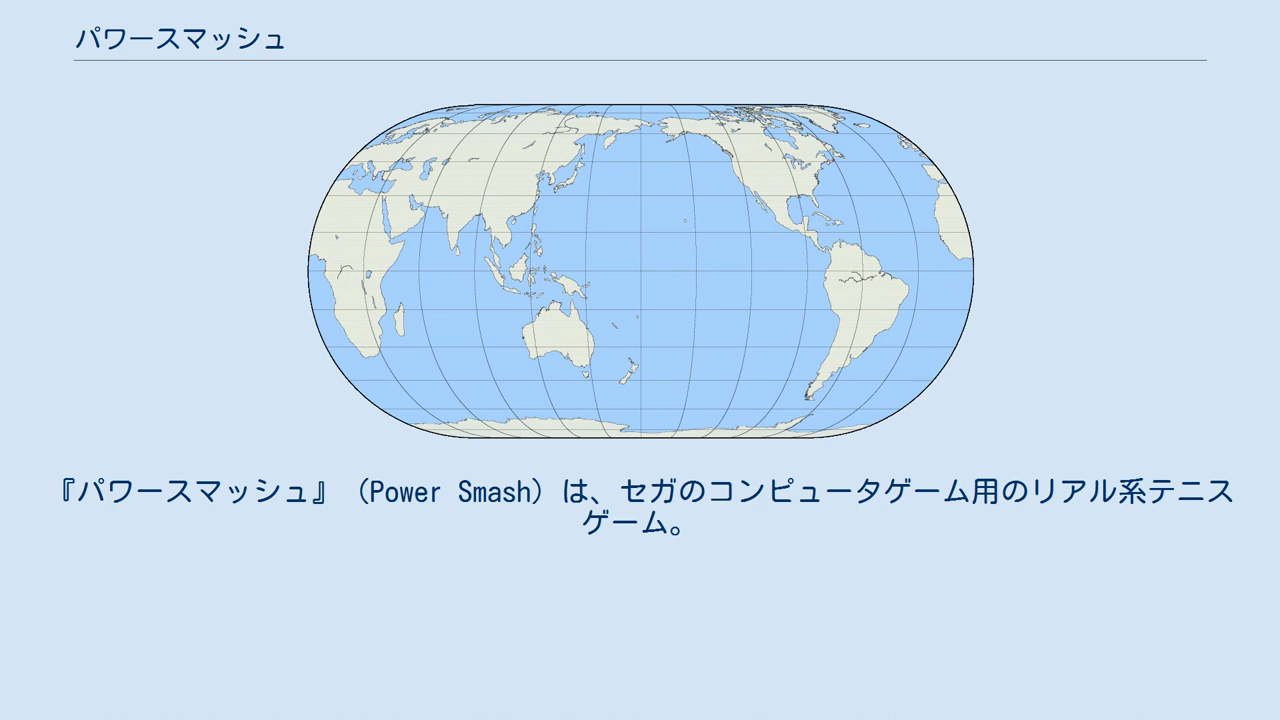 パワースマッシュ
『パワースマッシュ』（Power Smash）は、セガのコンピュータゲーム用のリアル系テニス
ゲーム。